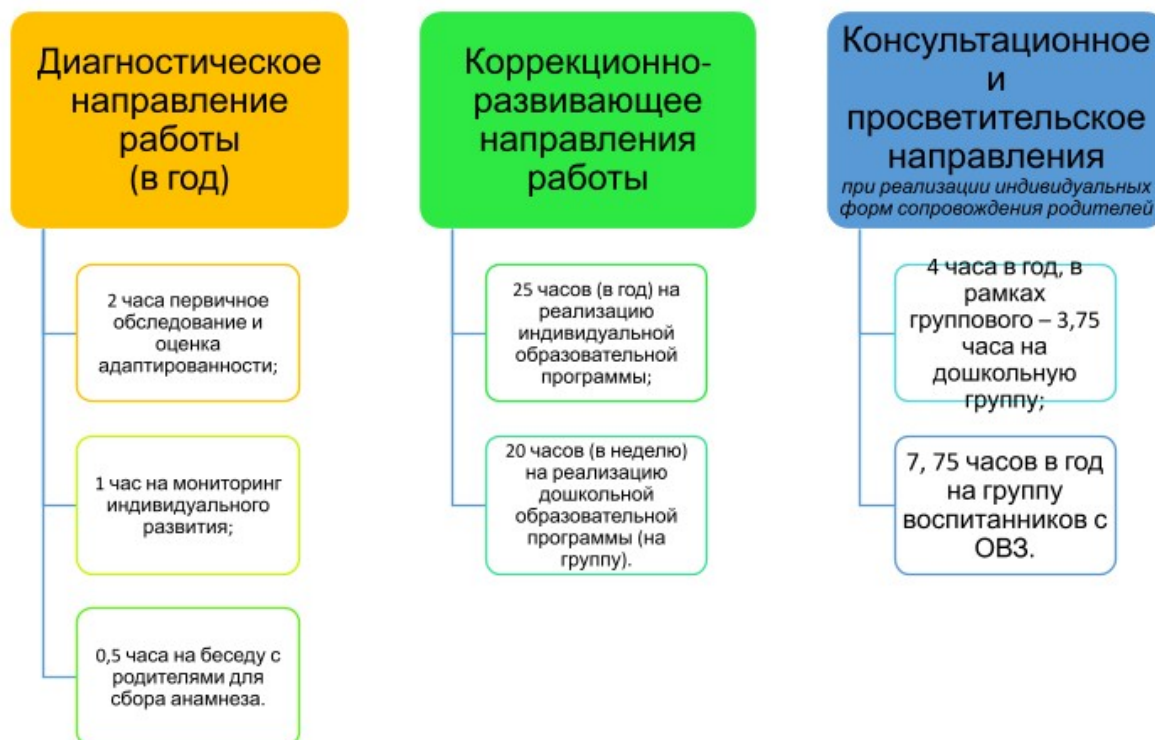 Диагностическое
направление
работы
(в год)
2 часа первичное
обследование и
оценка
адаптированности;
1 час на мониторинг
индивидуального
развития;
0,5 часа на беседу с
родителями для
сбора анамнеза.
Коррекционно-
развивающее
направления
работы
25 часов (в год) на
реализацию
индивидуальной
образовательной
программы;
20 часов (в неделю)
на реализацию
дошкольной
образовательной
программы (на
группу).
Консультационное
и
просветительское
направления
при реализации индивидуальных
форм сопровождения родителей
4 часа в год, в
рамках
группового – 3,75
часа на
дошкольную
группу;
7, 75 часов в год
на группу
воспитанников с
ОВЗ.